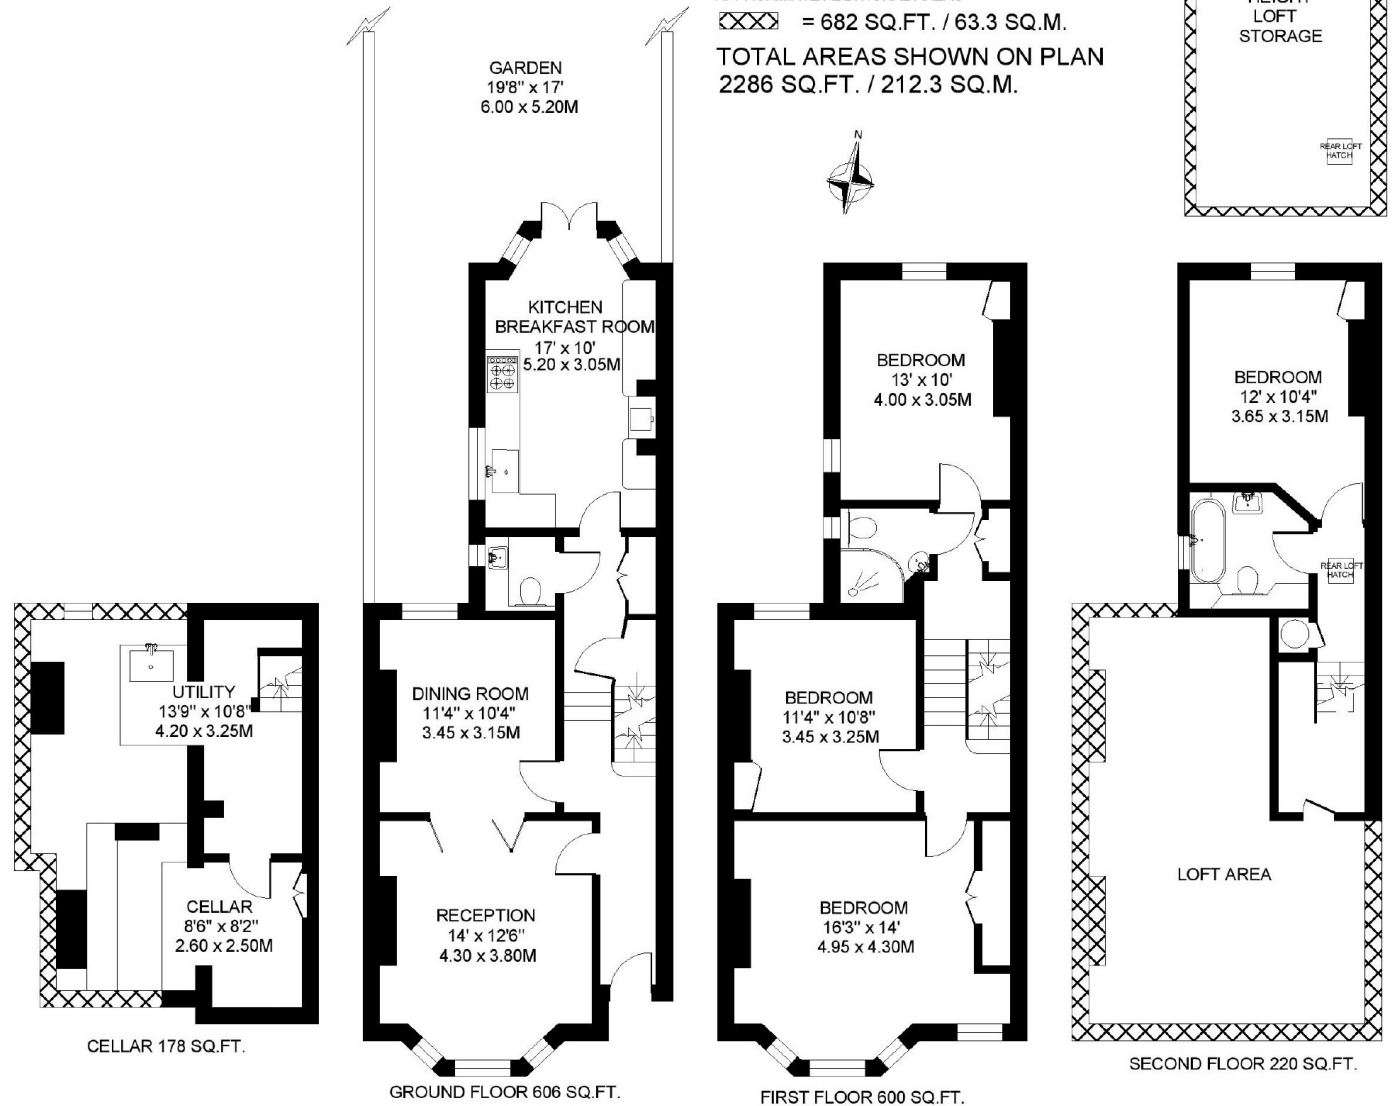 = 682 SQ.FT. / 63.3 SQ.M.
TOTAL AREAS SHOWN ON PLAN
2286 SQ.FT. / 212.3 SQ.M.
N
HEIGHT
LOFT
STORAGE
REAR LOFT
HATCH
GARDEN
19'8" x 17'
6.00 x 5.20M
KITCHEN
BREAKFAST ROOM
17' x 10'
5.20 x 3.05M
BEDROOM
13' x 10'
4.00 x 3.05M
BEDROOM
12' x 10'4"
3.65 x 3.15M
REAR LOFT
HATCH
UTILITY
13'9" x 10'8"
4.20 x 3.25M
DINING ROOM
11'4" x 10'4"
3.45 x 3.15M
BEDROOM
11'4" x 10'8"
3.45 x 3.25M
LOFT AREA
CELLAR
8'6" x 8'2"
2.60 x 2.50M
RECEPTION
14' x 12'6"
4.30 x 3.80M
BEDROOM
16'3" x 14'
4.95 x 4.30M
CELLAR 178 SQ.FT.
GROUND FLOOR 606 SQ.FT.
FIRST FLOOR 600 SQ.FT.
SECOND FLOOR 220 SQ.FT.